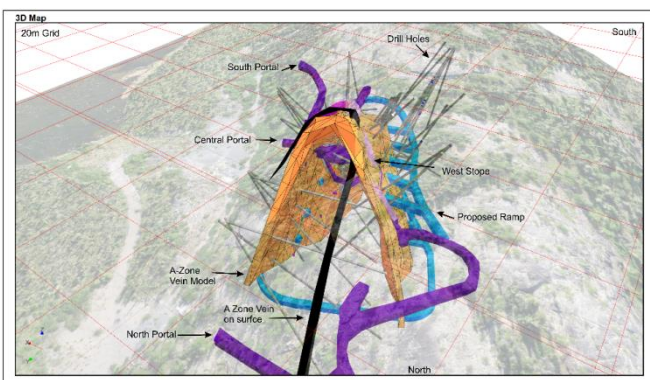 3D Map
20m Grid
South
Drill Holes
South Portal
Central Portal
West Stope
Proposed Ramp
A-Zone
Vein Model
A Zone Vein
on surfce
North Portal
North